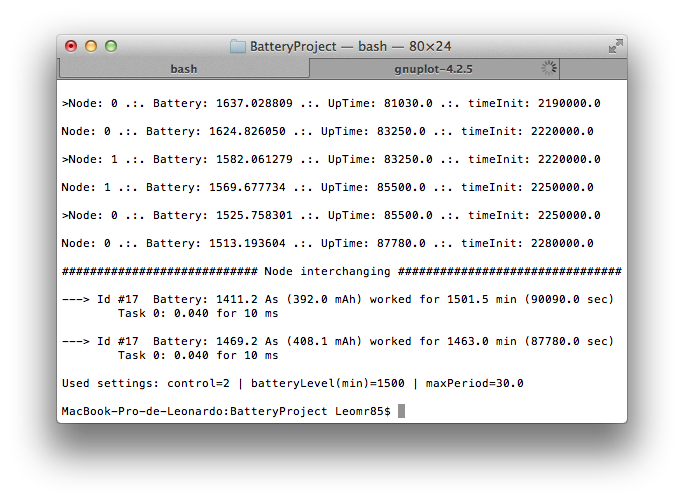 BatteryProject — bash — 80×24
bash
gnuplot-4.2.5
>Node: 0 .:. Battery: 1637.028809 .:. UpTime: 81030.0 .:. timeInit: 2190000.0
Node: 0 .:. Battery: 1624.826050 .:. UpTime: 83250.0 .:. timeInit: 2220000.0
>Node: 1 .:. Battery: 1582.061279 .:. UpTime: 83250.0 .:. timeInit: 2220000.0
Node: 1 .:. Battery: 1569.677734 .:. UpTime: 85500.0 .:. timeInit: 2250000.0
>Node: 0 .:. Battery: 1525.758301 .:. UpTime: 85500.0 .:. timeInit: 2250000.0
Node: 0 .:. Battery: 1513.193604 .:. UpTime: 87780.0 .:. timeInit: 2280000.0
############################ Node interchanging ################################
---> Id #17  Battery: 1411.2 As (392.0 mAh) worked for 1501.5 min (90090.0 sec)
Task 0: 0.040 for 10 ms
---> Id #17  Battery: 1469.2 As (408.1 mAh) worked for 1463.0 min (87780.0 sec)
Task 0: 0.040 for 10 ms
Used settings: control=2 | batteryLevel(min)=1500 | maxPeriod=30.0
MacBook-Pro-de-Leonardo:BatteryProject Leomr85$